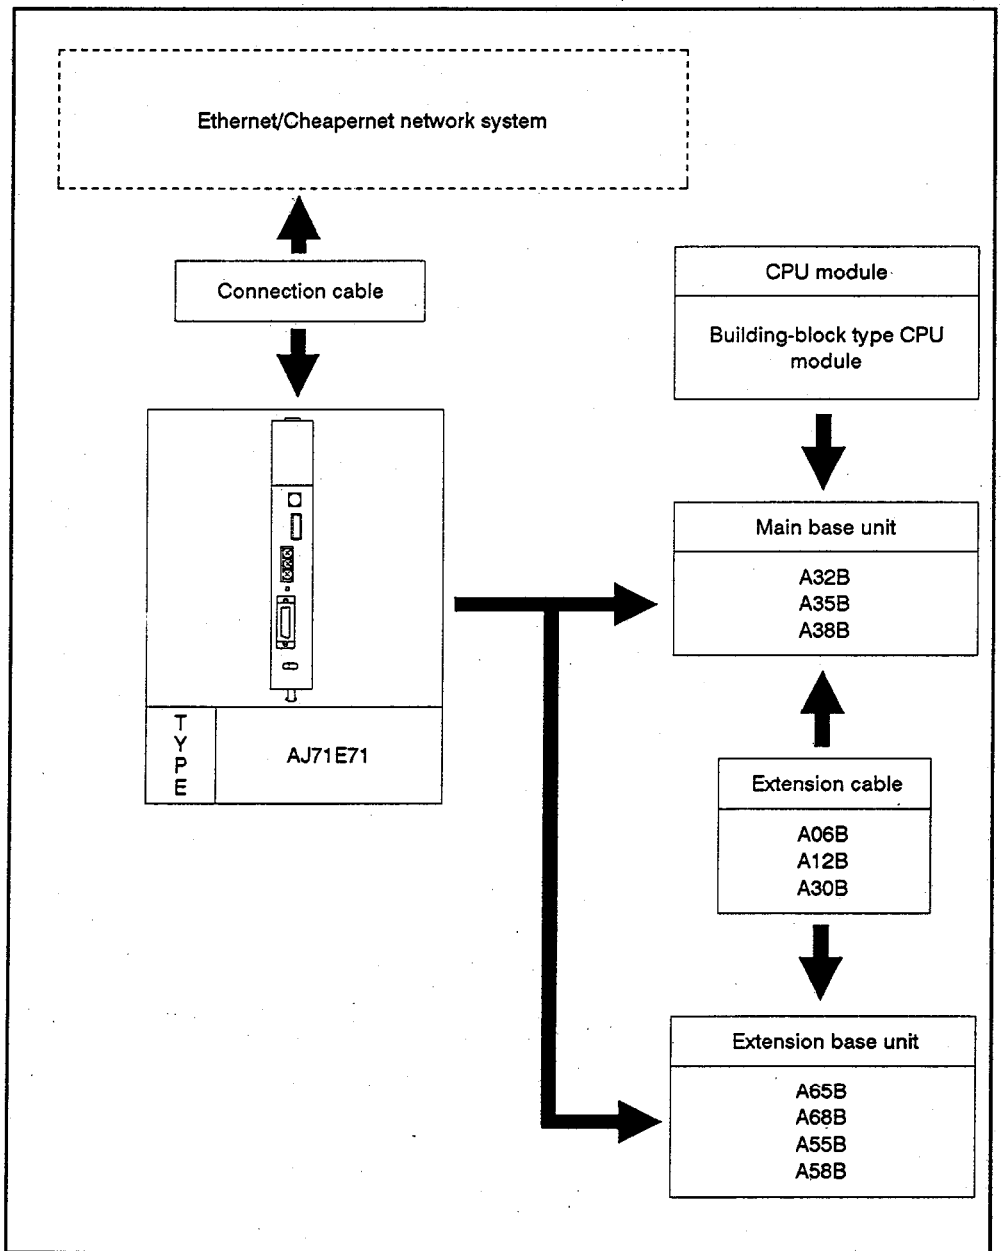 Ethernet/Cheapernet network system
Connection cable
CPU module
Building-block type CPU
module
Main base unit
A32B
A35B
A38B
TYPE
AJ71E71
Extension cable
A06B
A12B
A30B
Extension base unit
A65B
A68B
A55B
A58B